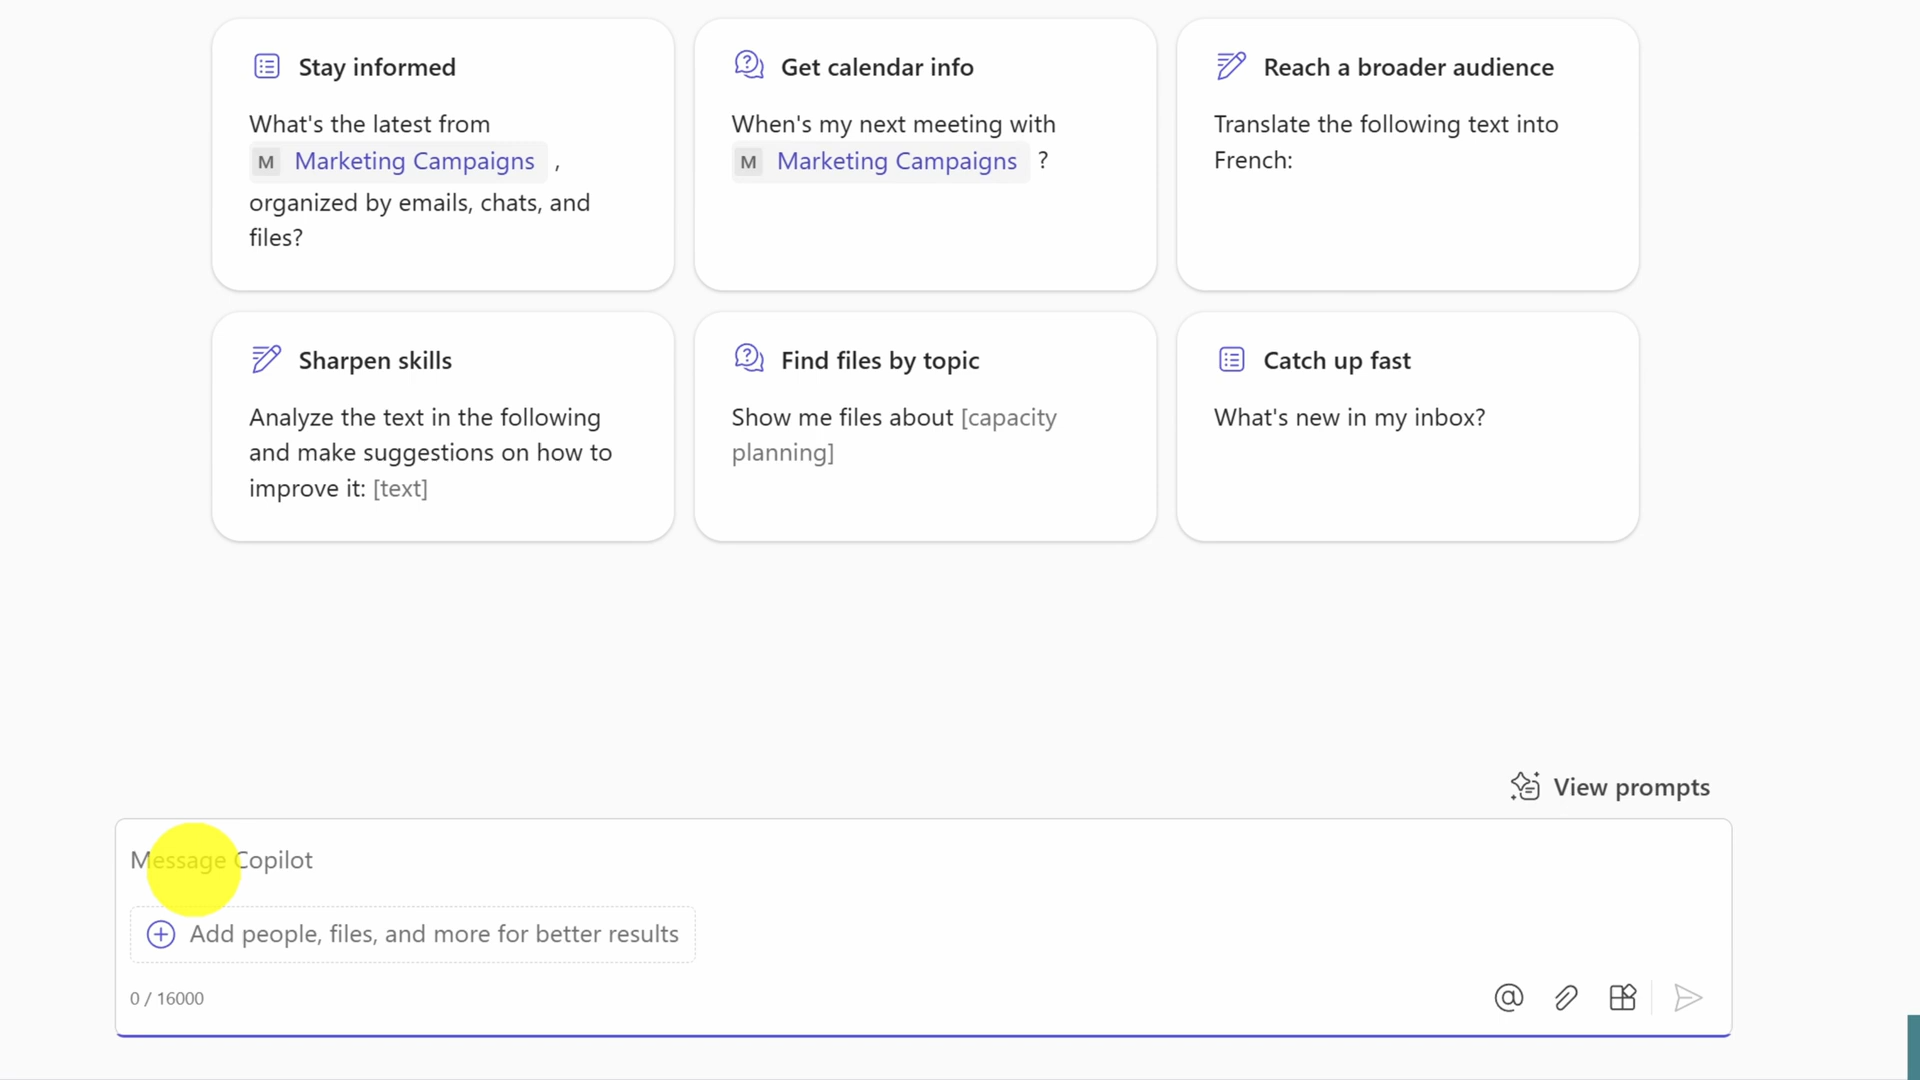 Stay informed
What's the latest from
M Marketing Campaigns ,
organized by emails, chats, and
files?
Get calendar info
When's my next meeting with
M Marketing Campaigns ?
Reach a broader audience
Translate the following text into
French:
Sharpen skills
Analyze the text in the following
and make suggestions on how to
improve it: [text]
Find files by topic
Show me files about [capacity
planning]
Catch up fast
What's new in my inbox?
View prompts
Message Copilot
Add people, files, and more for better results
0 / 16000